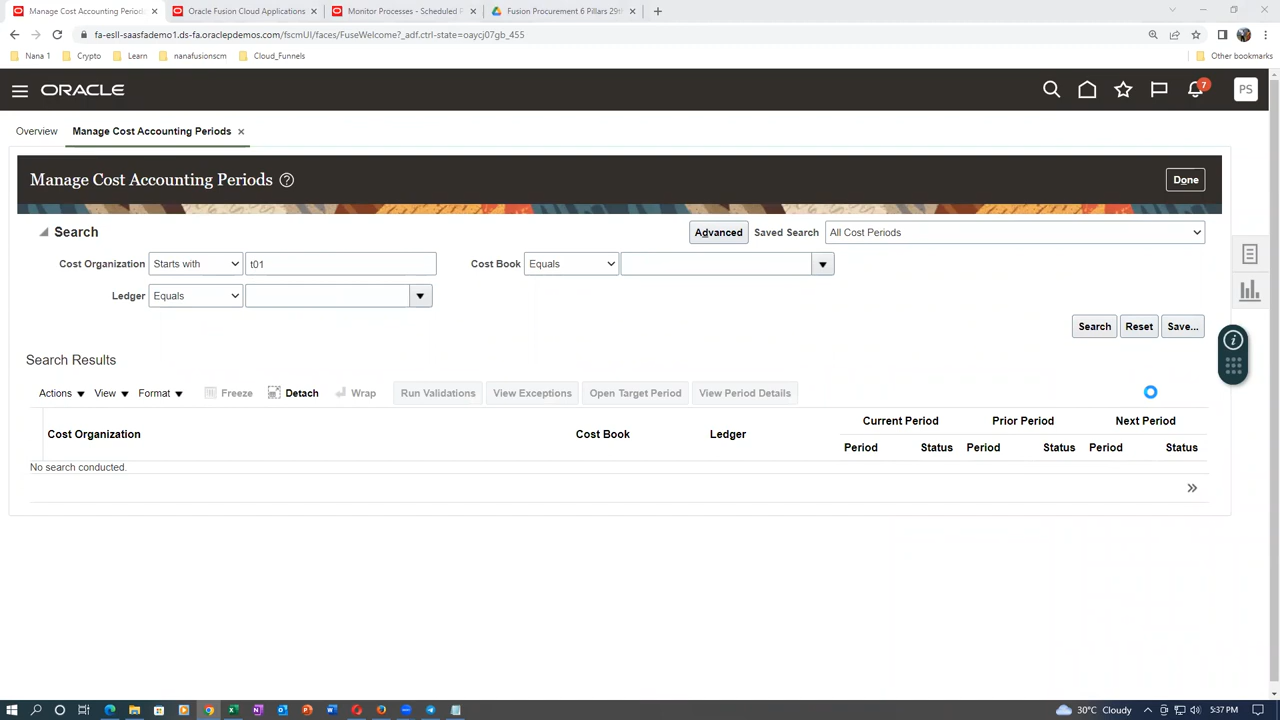 Manage Cost Accounting Periods
Oracle Fusion Cloud Applications
Monitor Processes - Scheduled P
Fusion Procurement 6 Pillars 29th
fa-esll-saasfademo1.ds-fa.oraclepdemos.com/fscmUI/faces/FuseWelcome?_adf.ctrl-state=oaycj07gb_455
Nana 1
Crypto
Learn
nanafusionscm
Cloud_Funnels
Other bookmarks
ORACLE
7
PS
Overview
Manage Cost Accounting Periods
Manage Cost Accounting Periods
Done
Search
Advanced
Saved Search
All Cost Periods
Cost Organization
Starts with
t01
Cost Book
Equals
Ledger
Equals
Search
Reset
Save...
Search Results
Actions
View
Format
Freeze
Detach
Wrap
Run Validations
View Exceptions
Open Target Period
View Period Details
Cost Organization
Cost Book
Ledger
Current Period
Prior Period
Next Period
Period
Status
Period
Status
Period
Status
No search conducted.
30°C Cloudy
5:37 PM